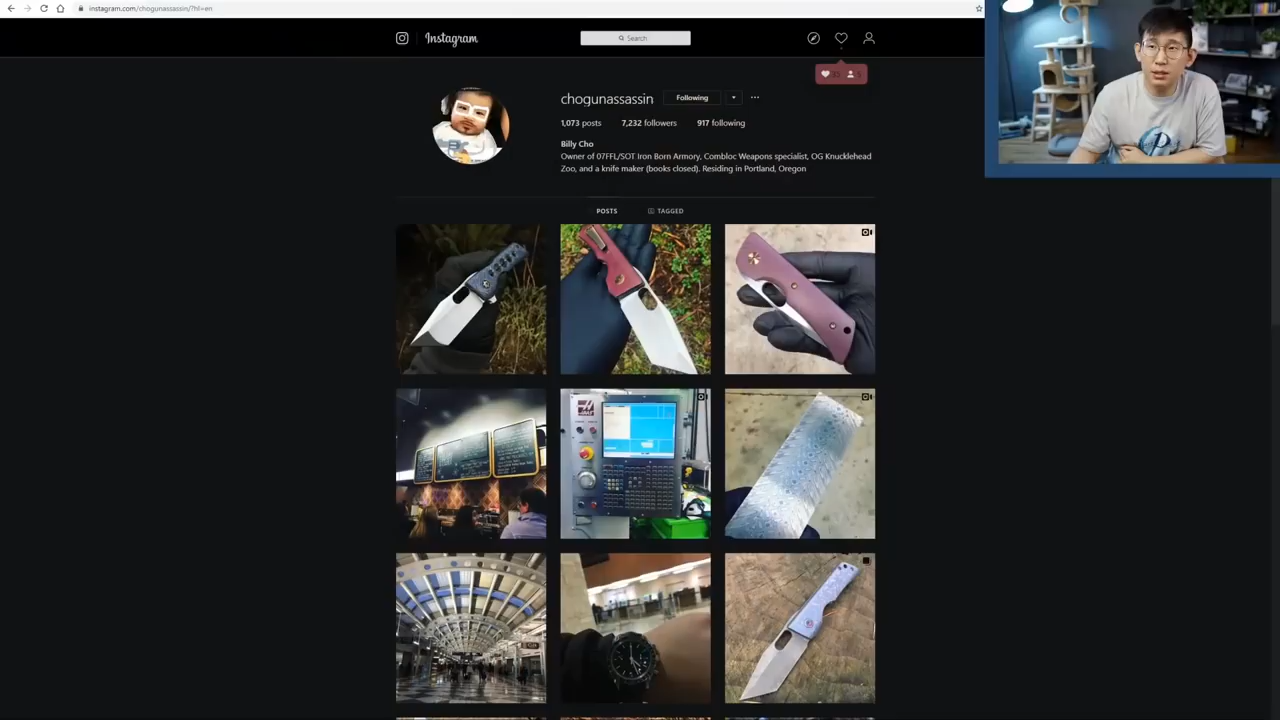 instagram.com/chogunassassin/?hl=en
Instagram
Search
chogunassassin Following
1,073 posts 7,232 followers 917 following
Billy Cho
Owner of 07FFL/SOT Iron Born Armory, Combloc Weapons specialist, OG Knucklehead
Zoo, and a knife maker (books closed). Residing in Portland, Oregon
POSTS TAGGED